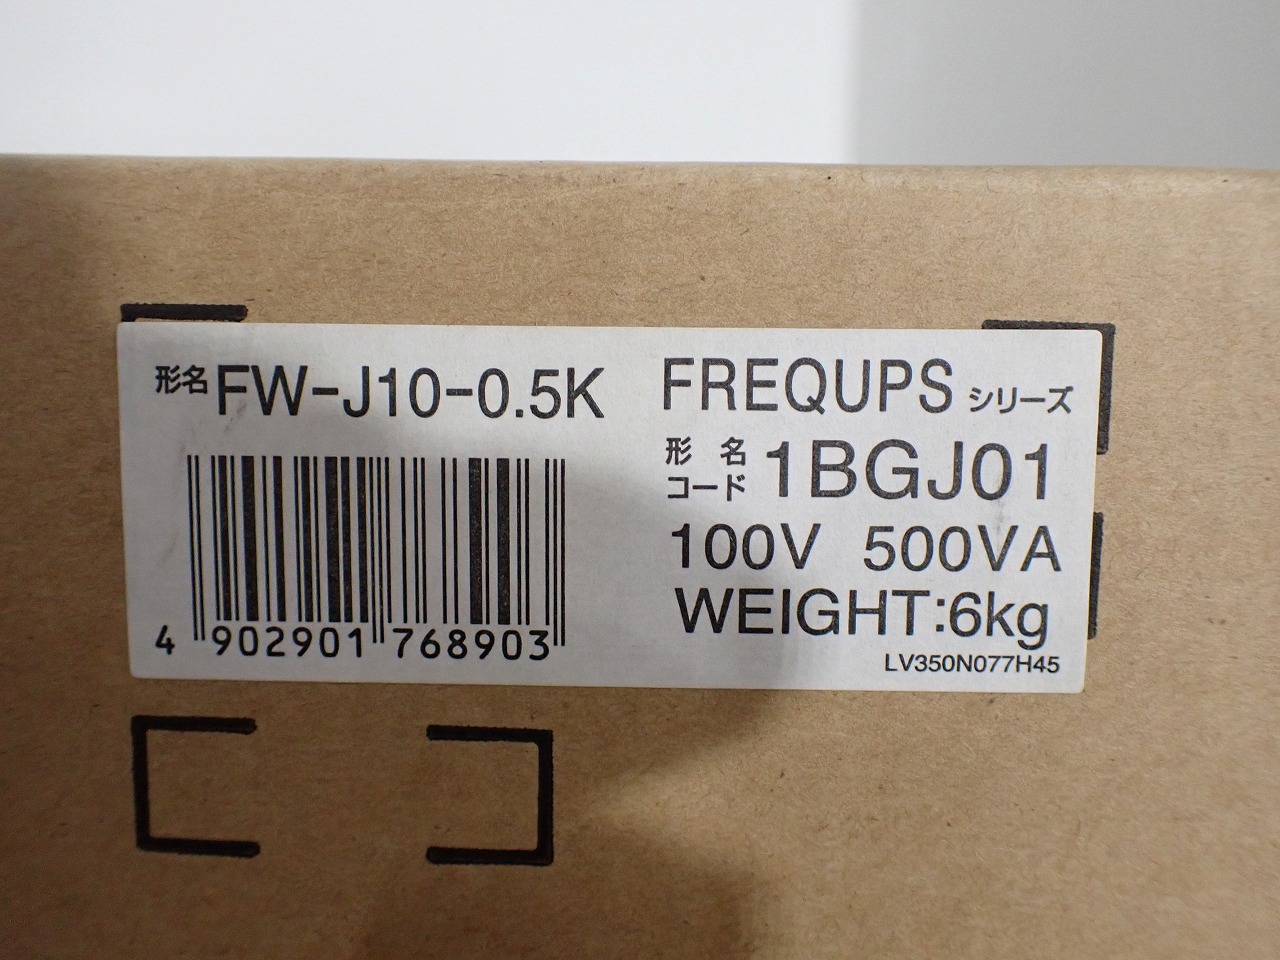 形名 FW-J10-0.5K
4 902901 768903
FREQUPS シリーズ
形名コード 1BGJ01
100V 500VA
WEIGHT:6kg
LV350N077H45